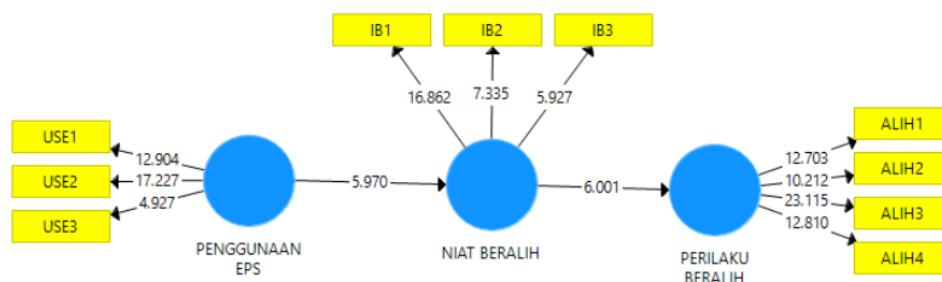 IB1
IB2
IB3
16.862
7.335
5.927
USE1
USE2
USE3
12.904
17.227
4.927
5.970
6.001
12.703
10.212
23.115
12.810
ALIH1
ALIH2
ALIH3
ALIH4
PENGGUNAAN
EPS
NIAT BERALIH
PERILAKU
BERALIH